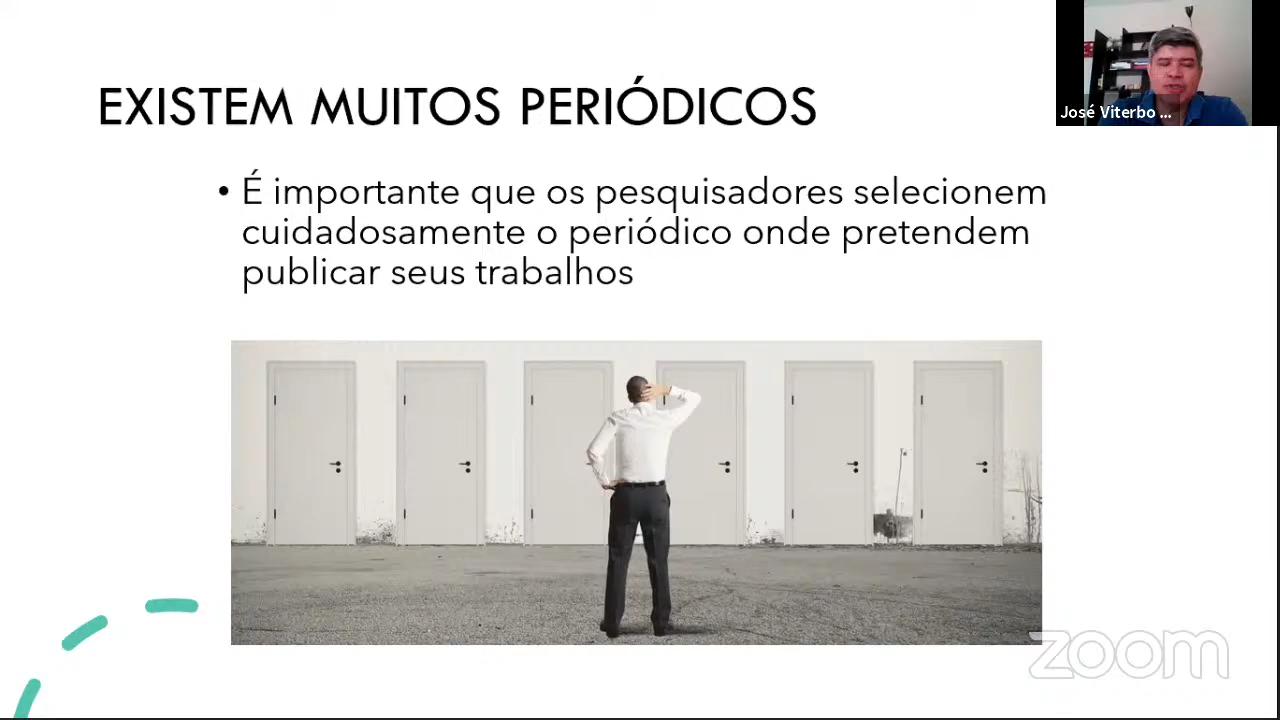 EXISTEM MUITOS PERIÓDICOS
José Viterbo ...
• É importante que os pesquisadores selecionem
cuidadosamente o periódico onde pretendem
publicar seus trabalhos
zoom